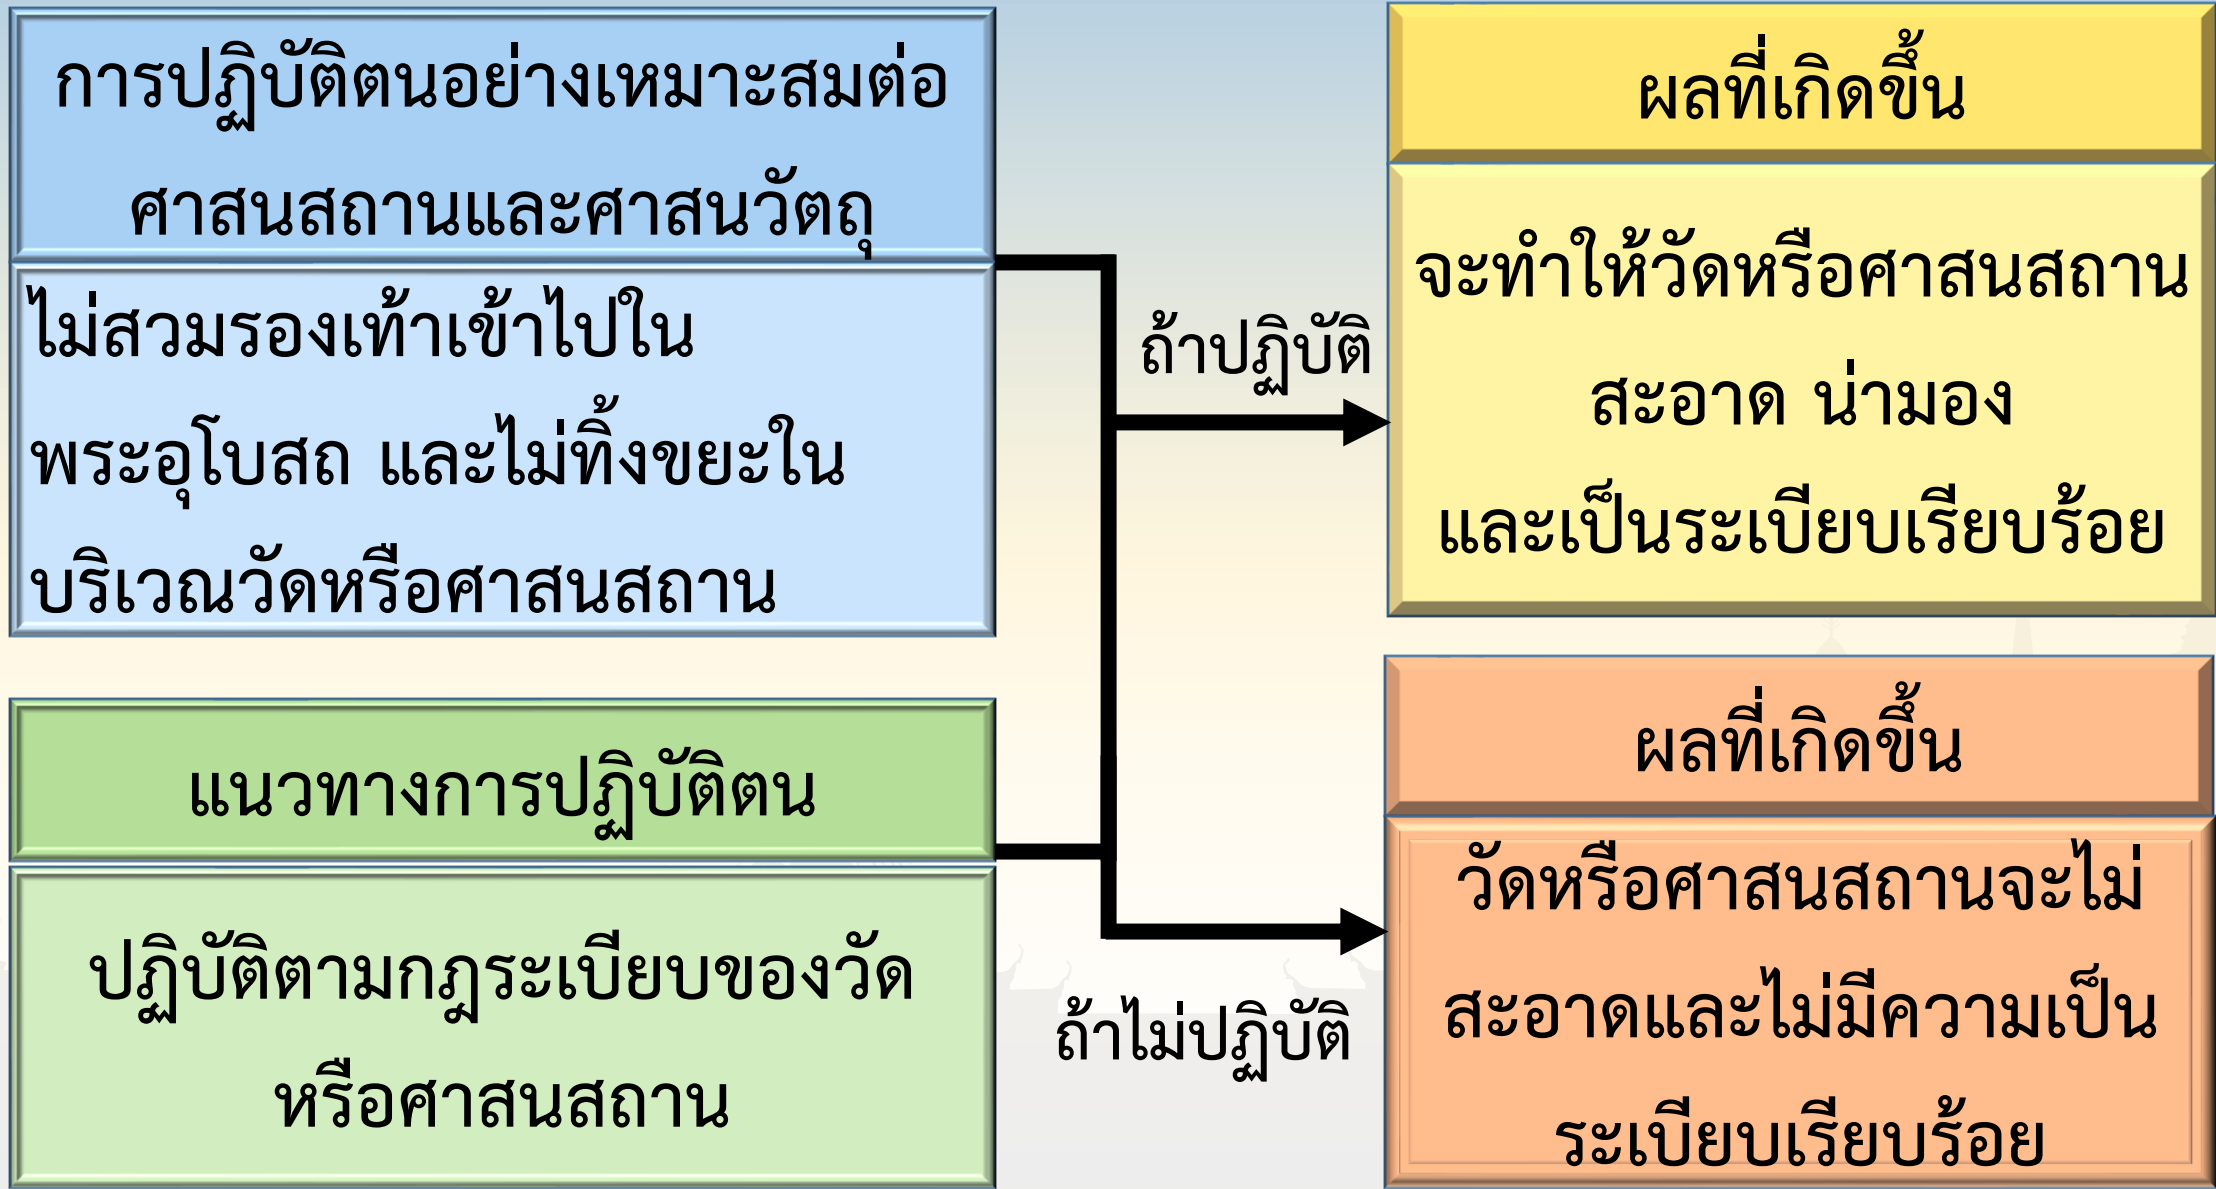 การปฏิบัติตนอย่างเหมาะสมต่อ
ศาสนสถานและศาสนวัตถุ
ไม่สวมรองเท้าเข้าไปใน
พระอุโบสถ และไม่ทิ้งขยะใน
บริเวณวัดหรือศาสนสถาน
แนวทางการปฏิบัติตน
ปฏิบัติตามกฎระเบียบของวัด
หรือศาสนสถาน
ถ้าปฏิบัติ
ผลที่เกิดขึ้น
จะทำให้วัดหรือศาสนสถาน
สะอาด น่ามอง
และเป็นระเบียบเรียบร้อย
ถ้าไม่ปฏิบัติ
ผลที่เกิดขึ้น
วัดหรือศาสนสถานจะไม่
สะอาดและไม่มีความเป็น
ระเบียบเรียบร้อย